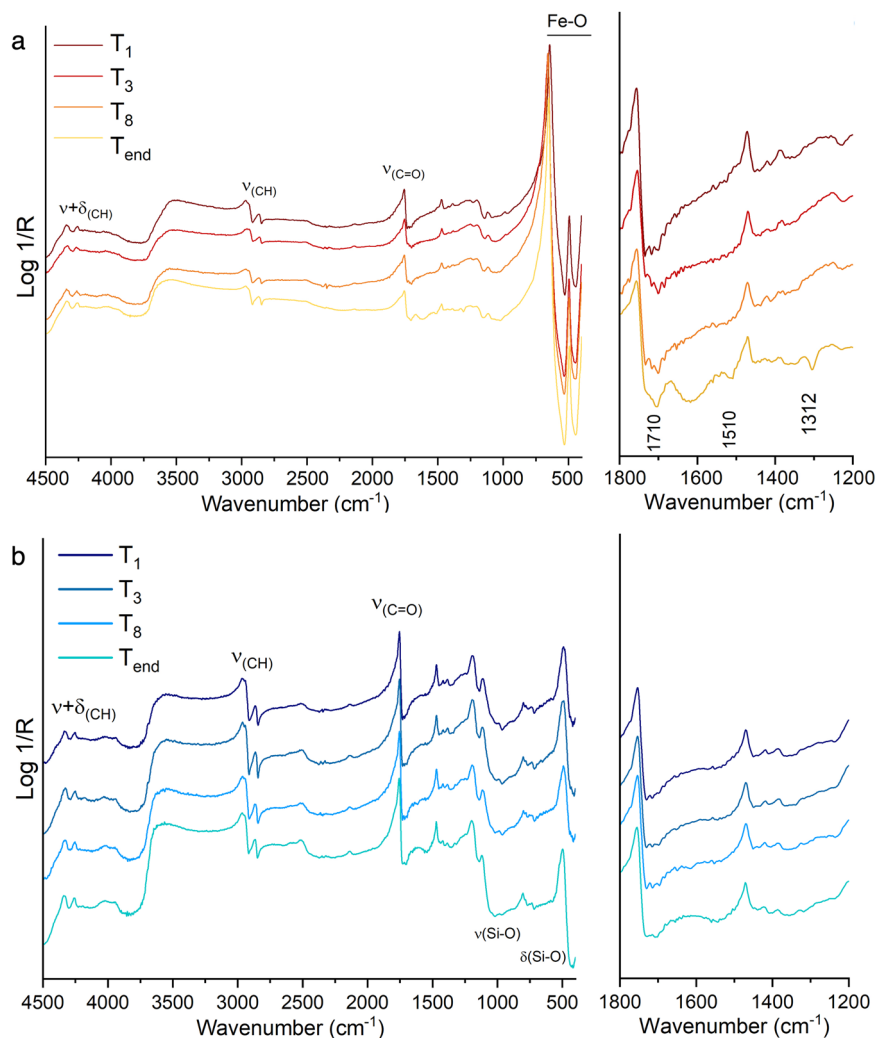 a
T1
T3
T8
Tend
Fe-O
ν+δ(CH)
ν(CH)
ν(C=O)
Log 1/R
4500 4000 3500 3000 2500 2000 1500 1000 500
Wavenumber (cm-1)
1710
1510
1312
1800 1600 1400 1200
Wavenumber (cm-1)
b
T1
T3
T8
Tend
ν+δ(CH)
ν(CH)
ν(C=O)
ν(Si-O)
δ(Si-O)
Log 1/R
4500 4000 3500 3000 2500 2000 1500 1000 500
Wavenumber (cm-1)
1800 1600 1400 1200
Wavenumber (cm-1)